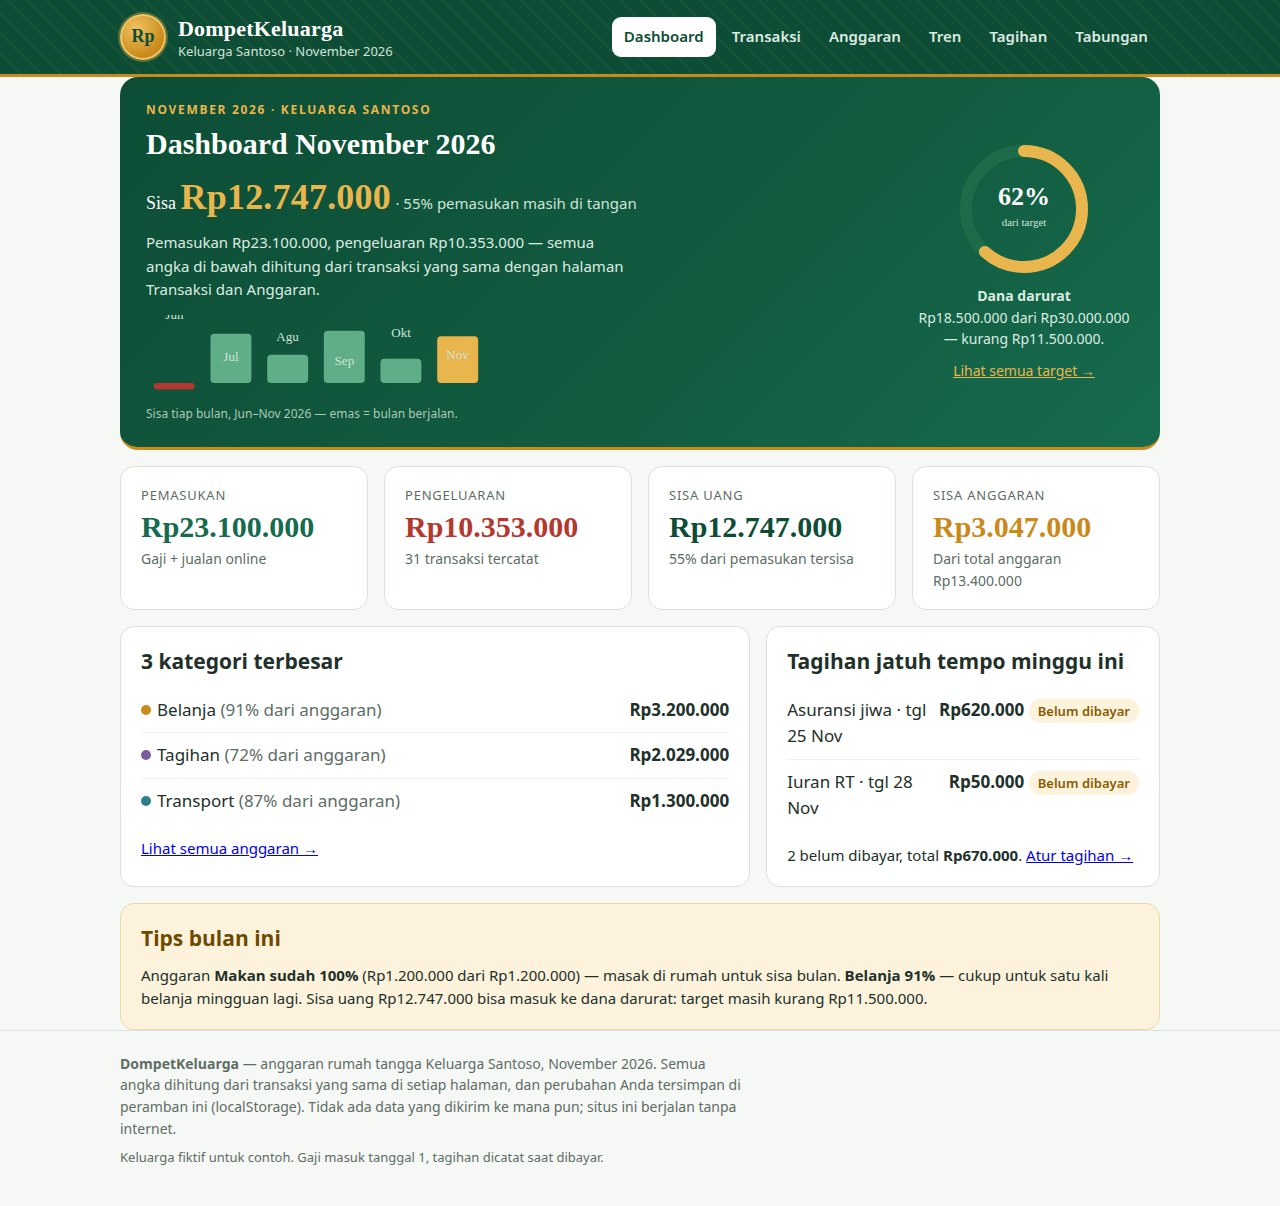 Rp
DompetKeluarga
Keluarga Santoso · November 2026
Dashboard
Transaksi
Anggaran
Tren
Tagihan
Tabungan
NOVEMBER 2026 · KELUARGA SANTOSO
Dashboard November 2026
Sisa Rp12.747.000 · 55% pemasukan masih di tangan
Pemasukan Rp23.100.000, pengeluaran Rp10.353.000 — semua
angka di bawah dihitung dari transaksi yang sama dengan halaman
Transaksi dan Anggaran.
Jun
Jul
Agu
Sep
Okt
Nov
Sisa tiap bulan, Jun–Nov 2026 — emas = bulan berjalan.
62%
dari target
Dana darurat
Rp18.500.000 dari Rp30.000.000
— kurang Rp11.500.000.
Lihat semua target →
PEMASUKAN
Rp23.100.000
Gaji + jualan online
PENGELUARAN
Rp10.353.000
31 transaksi tercatat
SISA UANG
Rp12.747.000
55% dari pemasukan tersisa
SISA ANGGARAN
Rp3.047.000
Dari total anggaran
Rp13.400.000
3 kategori terbesar
Belanja (91% dari anggaran) Rp3.200.000
Tagihan (72% dari anggaran) Rp2.029.000
Transport (87% dari anggaran) Rp1.300.000
Lihat semua anggaran →
Tagihan jatuh tempo minggu ini
Asuransi jiwa · tgl Rp620.000 Belum dibayar
25 Nov
Iuran RT · tgl 28 Rp50.000 Belum dibayar
Nov
2 belum dibayar, total Rp670.000. Atur tagihan →
Tips bulan ini
Anggaran Makan sudah 100% (Rp1.200.000 dari Rp1.200.000) — masak di rumah untuk sisa bulan. Belanja 91% — cukup untuk satu kali
belanja mingguan lagi. Sisa uang Rp12.747.000 bisa masuk ke dana darurat: target masih kurang Rp11.500.000.
DompetKeluarga — anggaran rumah tangga Keluarga Santoso, November 2026. Semua
angka dihitung dari transaksi yang sama di setiap halaman, dan perubahan Anda tersimpan di
peramban ini (localStorage). Tidak ada data yang dikirim ke mana pun; situs ini berjalan tanpa
internet.
Keluarga fiktif untuk contoh. Gaji masuk tanggal 1, tagihan dicatat saat dibayar.